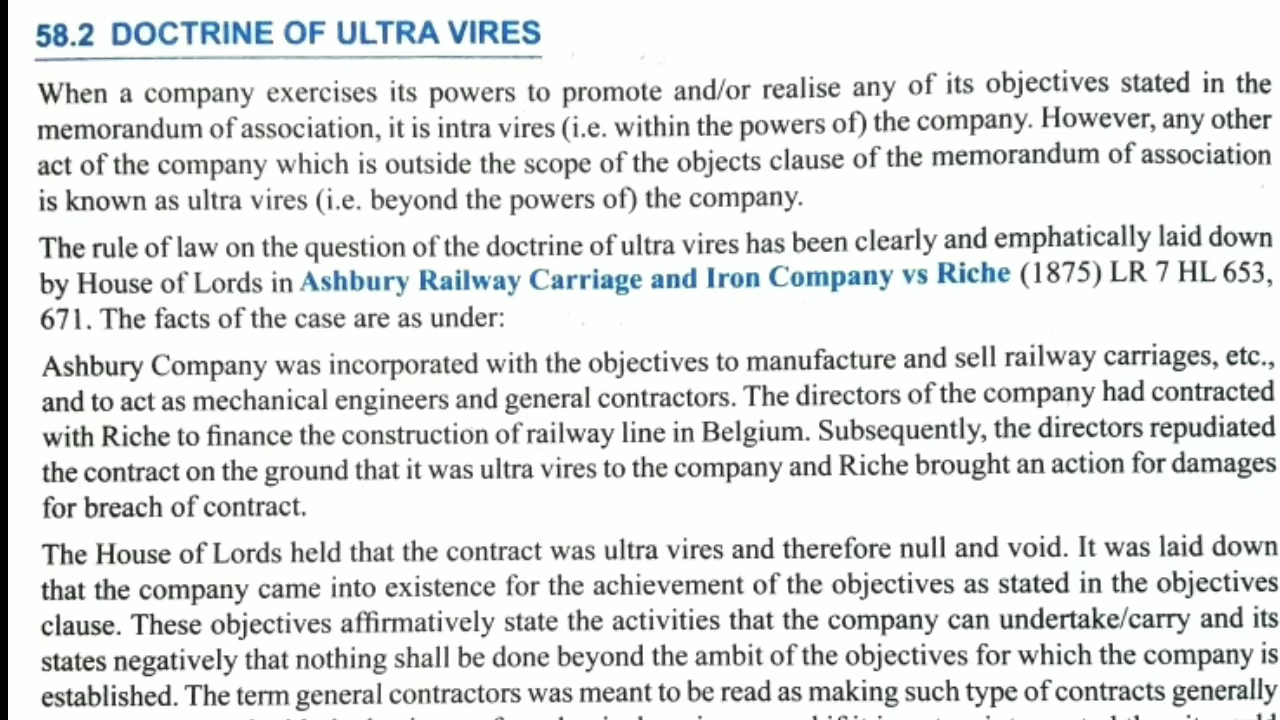 58.2 DOCTRINE OF ULTRA VIRES
When a company exercises its powers to promote and/or realise any of its objectives stated in the
memorandum of association, it is intra vires (i.e. within the powers of) the company. However, any other
act of the company which is outside the scope of the objects clause of the memorandum of association
is known as ultra vires (i.e. beyond the powers of) the company.
The rule of law on the question of the doctrine of ultra vires has been clearly and emphatically laid down
by House of Lords in Ashbury Railway Carriage and Iron Company vs Riche (1875) LR 7 HL 653,
671. The facts of the case are as under:
Ashbury Company was incorporated with the objectives to manufacture and sell railway carriages, etc.,
and to act as mechanical engineers and general contractors. The directors of the company had contracted
with Riche to finance the construction of railway line in Belgium. Subsequently, the directors repudiated
the contract on the ground that it was ultra vires to the company and Riche brought an action for damages
for breach of contract.
The House of Lords held that the contract was ultra vires and therefore null and void. It was laid down
that the company came into existence for the achievement of the objectives as stated in the objectives
clause. These objectives affirmatively state the activities that the company can undertake/carry and its
states negatively that nothing shall be done beyond the ambit of the objectives for which the company is
established. The term general contractors was meant to be read as making such type of contracts generally